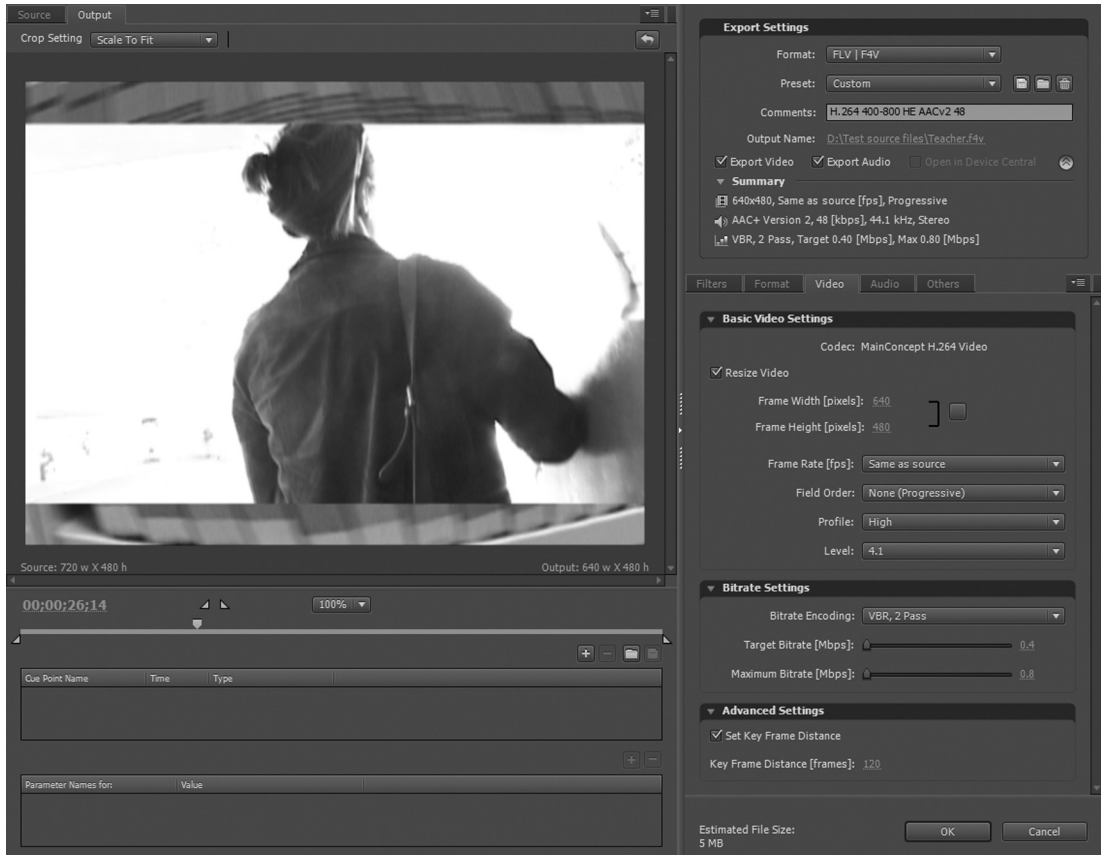 Source Output
Crop Setting Scale To Fit
Source: 720 w X 480 h Output: 640 w X 480 h
00;00;26;14 100%
Cue Point Name Time Type
Parameter Names for: Value
Export Settings
Format: FLV | F4V
Preset: Custom
Comments: H.264 400-800 HE AACv2 48
Output Name: D:\Test source files\Teacher.f4v
Export Video Export Audio Open in Device Central
Summary
640x480, Same as source [fps], Progressive
AAC+ Version 2, 48 [kbps], 44.1 kHz, Stereo
VBR, 2 Pass, Target 0.40 [Mbps], Max 0.80 [Mbps]
Filters Format Video Audio Others
Basic Video Settings
Codec: MainConcept H.264 Video
Resize Video
Frame Width [pixels]: 640
Frame Height [pixels]: 480
Frame Rate [fps]: Same as source
Field Order: None (Progressive)
Profile: High
Level: 4.1
Bitrate Settings
Bitrate Encoding: VBR, 2 Pass
Target Bitrate [Mbps]: 0.4
Maximum Bitrate [Mbps]: 0.8
Advanced Settings
Set Key Frame Distance
Key Frame Distance [frames]: 120
Estimated File Size:
5 MB
OK Cancel